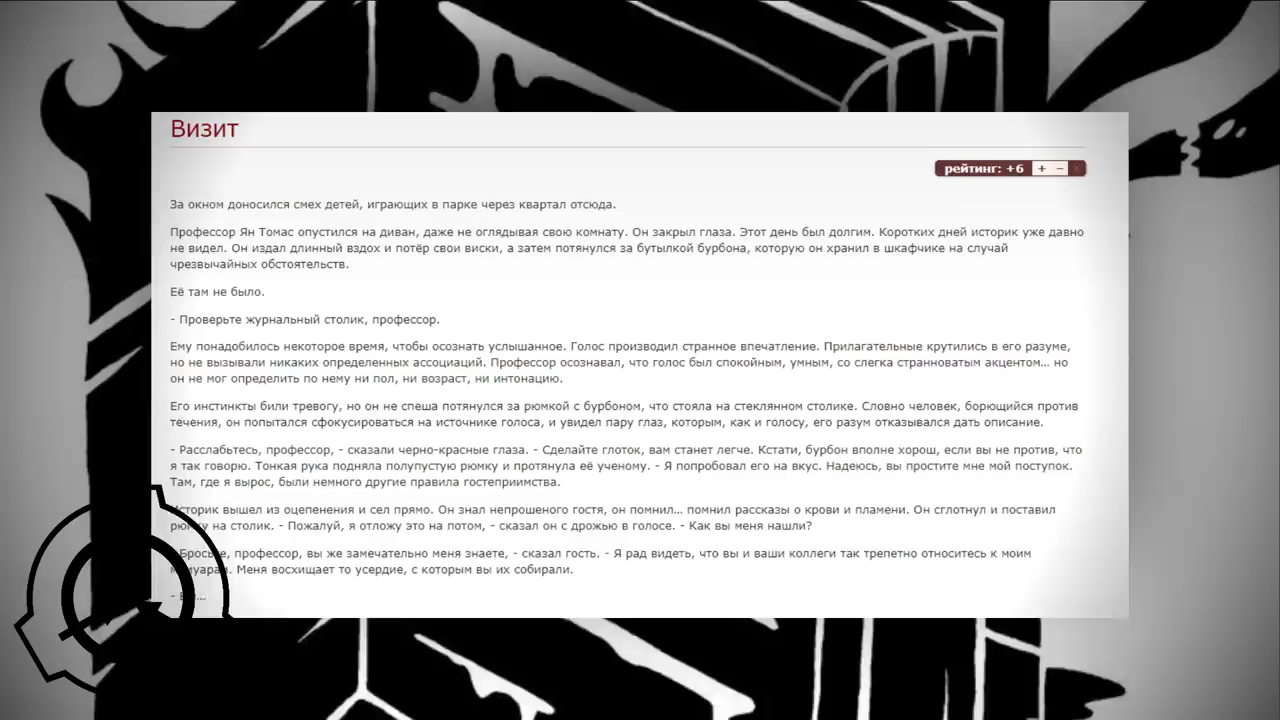 Визит
рейтинг: +6 + −
За окном доносился смех детей, играющих в парке через квартал отсюда.
Профессор Ян Томас опустился на диван, даже не оглядывая свою комнату. Он закрыл глаза. Этот день был долгим. Коротких дней историк уже давно
не видел. Он издал длинный вздох и потёр свои виски, а затем потянулся за бутылкой бурбона, которую он хранил в шкафчике на случай
чрезвычайных обстоятельств.
Её там не было.
- Проверьте журнальный столик, профессор.
Ему понадобилось некоторое время, чтобы осознать услышанное. Голос производил странное впечатление. Прилагательные крутились в его разуме,
но не вызывали никаких определенных ассоциаций. Профессор осознавал, что голос был спокойным, умным, со слегка странноватым акцентом... но
он не мог определить по нему ни пол, ни возраст, ни интонацию.
Его инстинкты били тревогу, но он не спеша потянулся за рюмкой с бурбоном, что стояла на стеклянном столике. Словно человек, борющийся против
течения, он попытался сфокусироваться на источнике голоса, и увидел пару глаз, которым, как и голосу, его разум отказывался дать описание.
- Расслабьтесь, профессор, - сказали черно-красные глаза. - Сделайте глоток, вам станет легче. Кстати, бурбон вполне хорош, если вы не против, что
я так говорю. Тонкая рука подняла полупустую рюмку и протянула её ученому. - Я попробовал его на вкус. Надеюсь, вы простите мне мой поступок.
Там, где я вырос, были немного другие правила гостеприимства.
Историк вышел из оцепенения и сел прямо. Он знал непрошеного гостя, он помнил... помнил рассказы о крови и пламени. Он сглотнул и поставил
рюмку на столик. - Пожалуй, я отложу это на потом, - сказал он с дрожью в голосе. - Как вы меня нашли?
- Бросьте, профессор, вы же замечательно меня знаете, - сказал гость. - Я рад видеть, что вы и ваши коллеги так трепетно относитесь к моим
мемуарам. Меня восхищает то усердие, с которым вы их собирали.